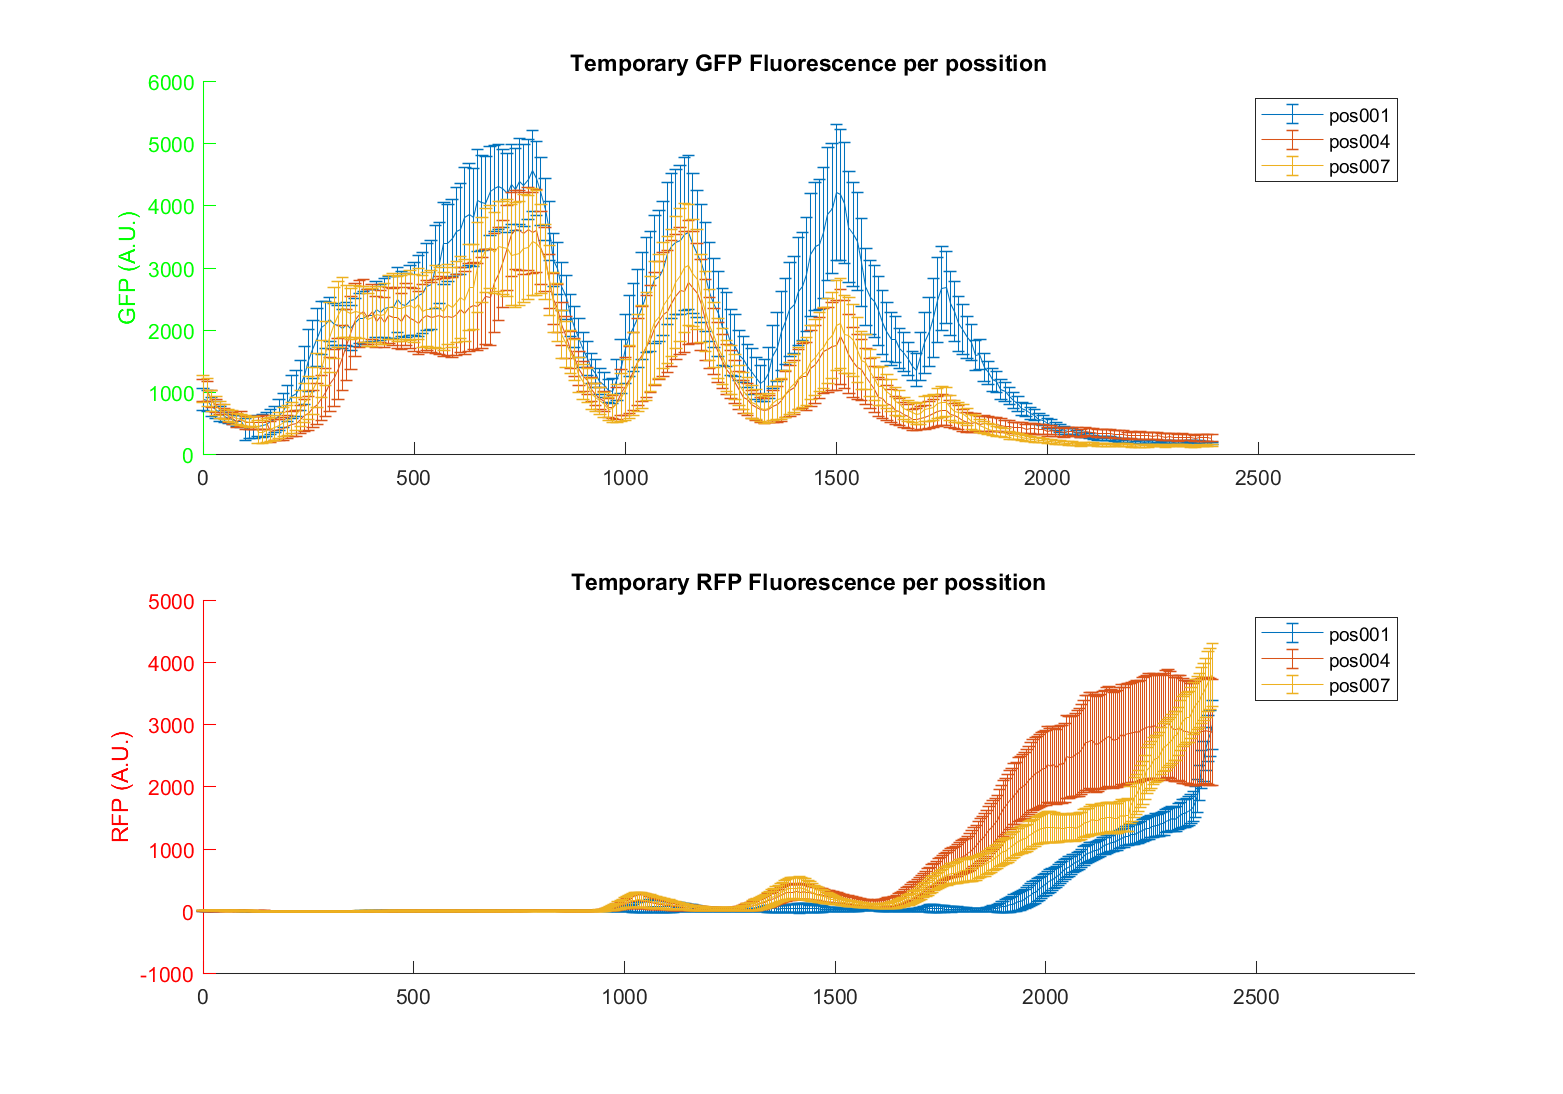 Temporary GFP Fluorescence per possition
6000
5000
4000
3000
2000
1000
0
GFP (A.U.)
0 500 1000 1500 2000 2500
pos001
pos004
pos007
Temporary RFP Fluorescence per possition
5000
4000
3000
2000
1000
0
-1000
RFP (A.U.)
0 500 1000 1500 2000 2500
pos001
pos004
pos007